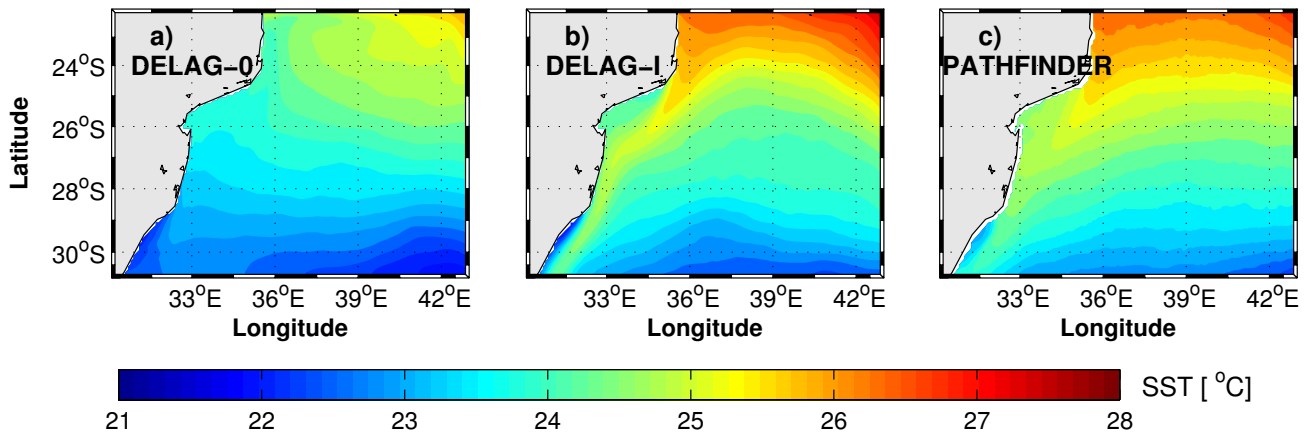 a)
DELAG−0
b)
DELAG−I
c)
PATHFINDER
Latitude
24°S
26°S
28°S
30°S
33°E 36°E 39°E 42°E
33°E 36°E 39°E 42°E
33°E 36°E 39°E 42°E
Longitude
Longitude
Longitude
21 22 23 24 25 26 27 28
SST [ °C]